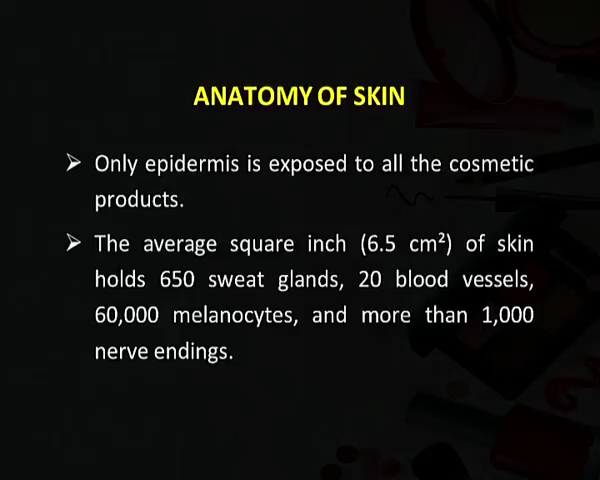 ANATOMY OF SKIN
➢ Only epidermis is exposed to all the cosmetic
products.
➢ The average square inch (6.5 cm²) of skin
holds 650 sweat glands, 20 blood vessels,
60,000 melanocytes, and more than 1,000
nerve endings.